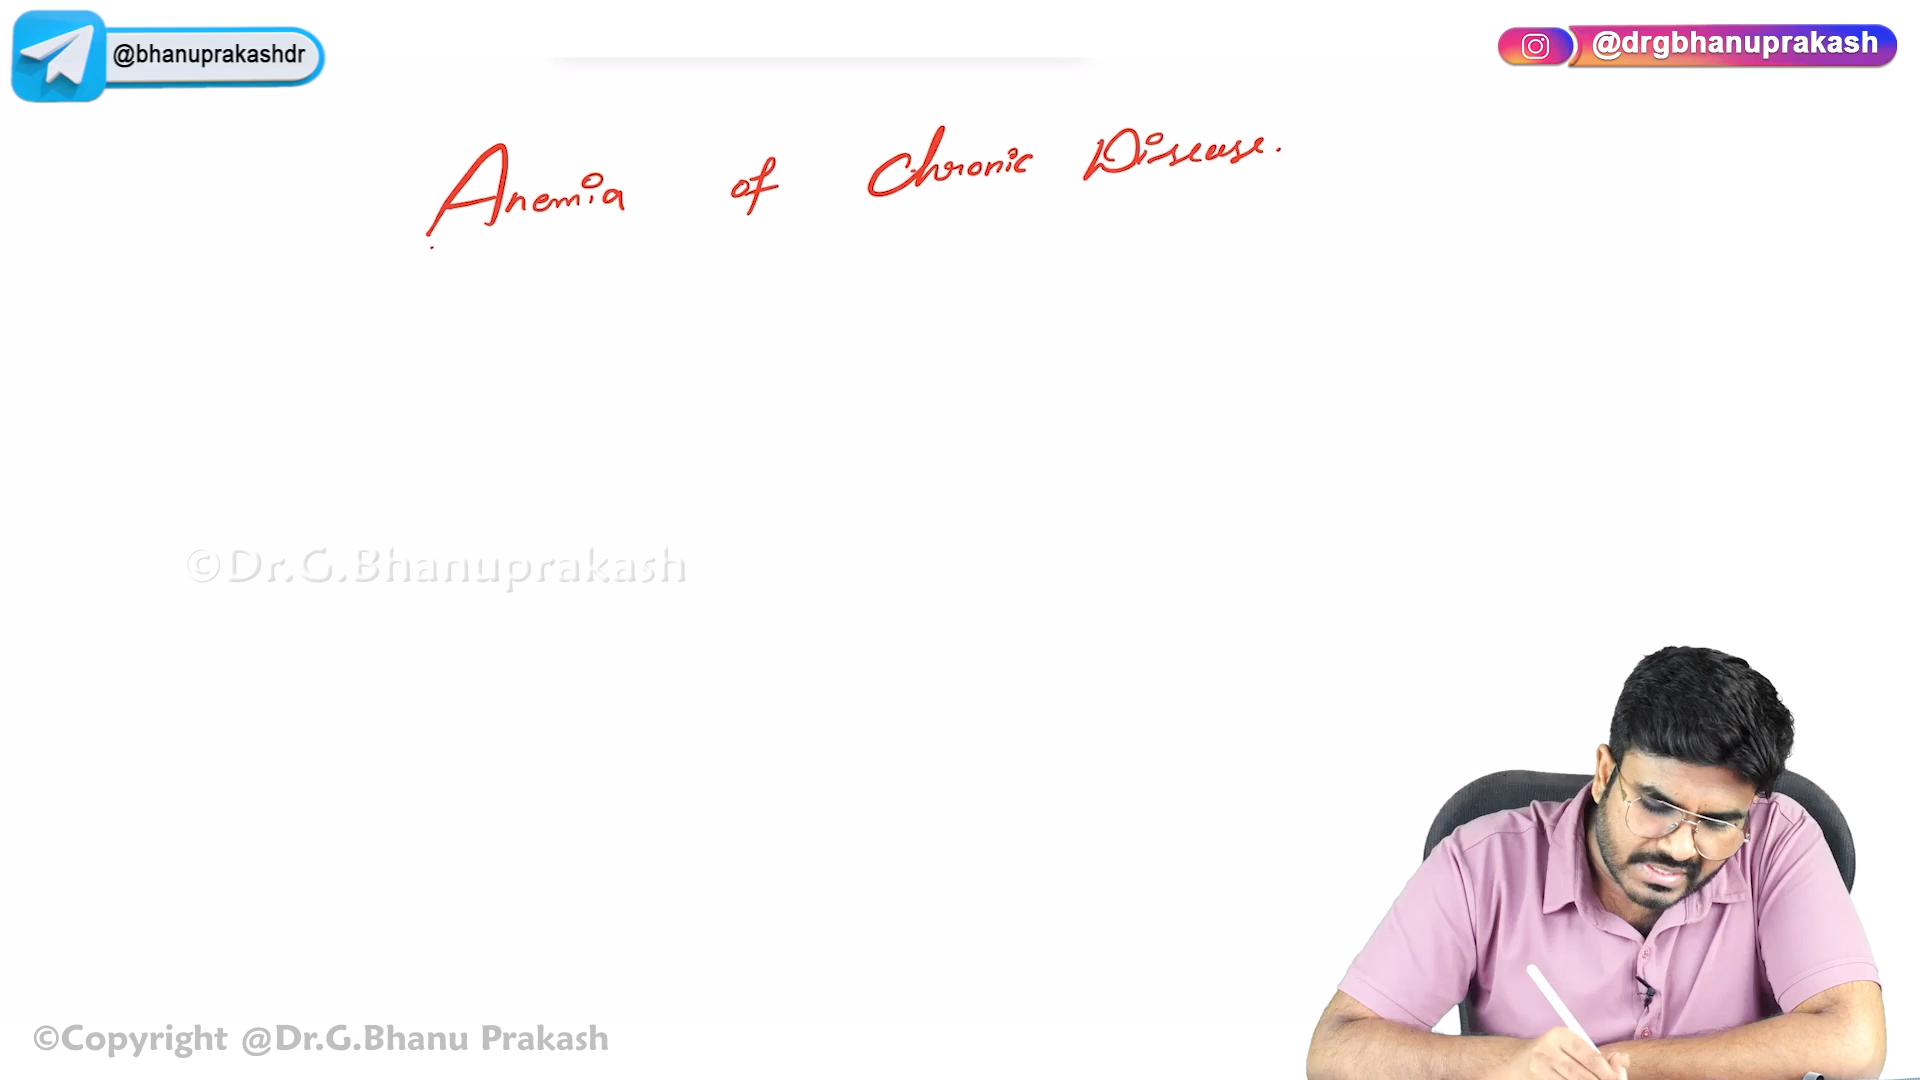 @bhanuprakashdr
@drgbhanuprakash
Anemia of Chronic Disease.
©Dr.G.Bhanuprakash
©Copyright @Dr.G.Bhanu Prakash